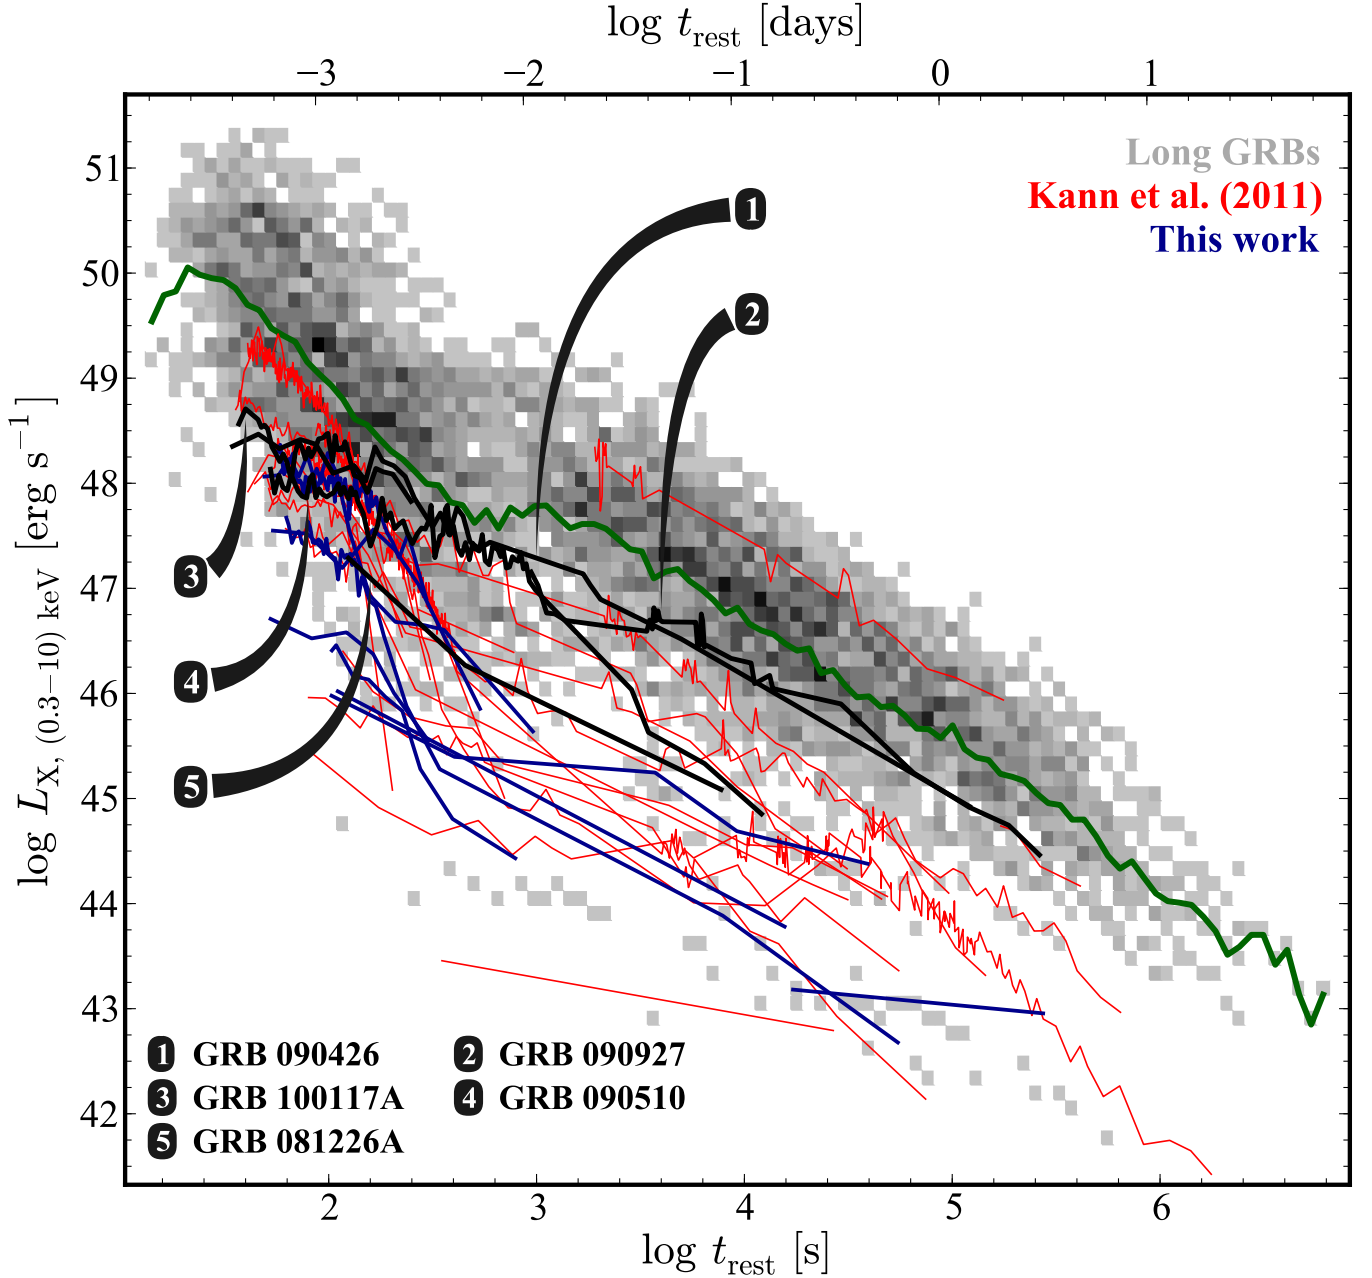 log t_rest [days]
−3 −2 −1 0 1
51
50
49
48
47
46
45
44
43
42
log L_X, (0.3−10) keV [erg s⁻¹]
Long GRBs
Kann et al. (2011)
This work
1
2
3
4
5
1 GRB 090426 2 GRB 090927
3 GRB 100117A 4 GRB 090510
5 GRB 081226A
2 3 4 5 6
log t_rest [s]